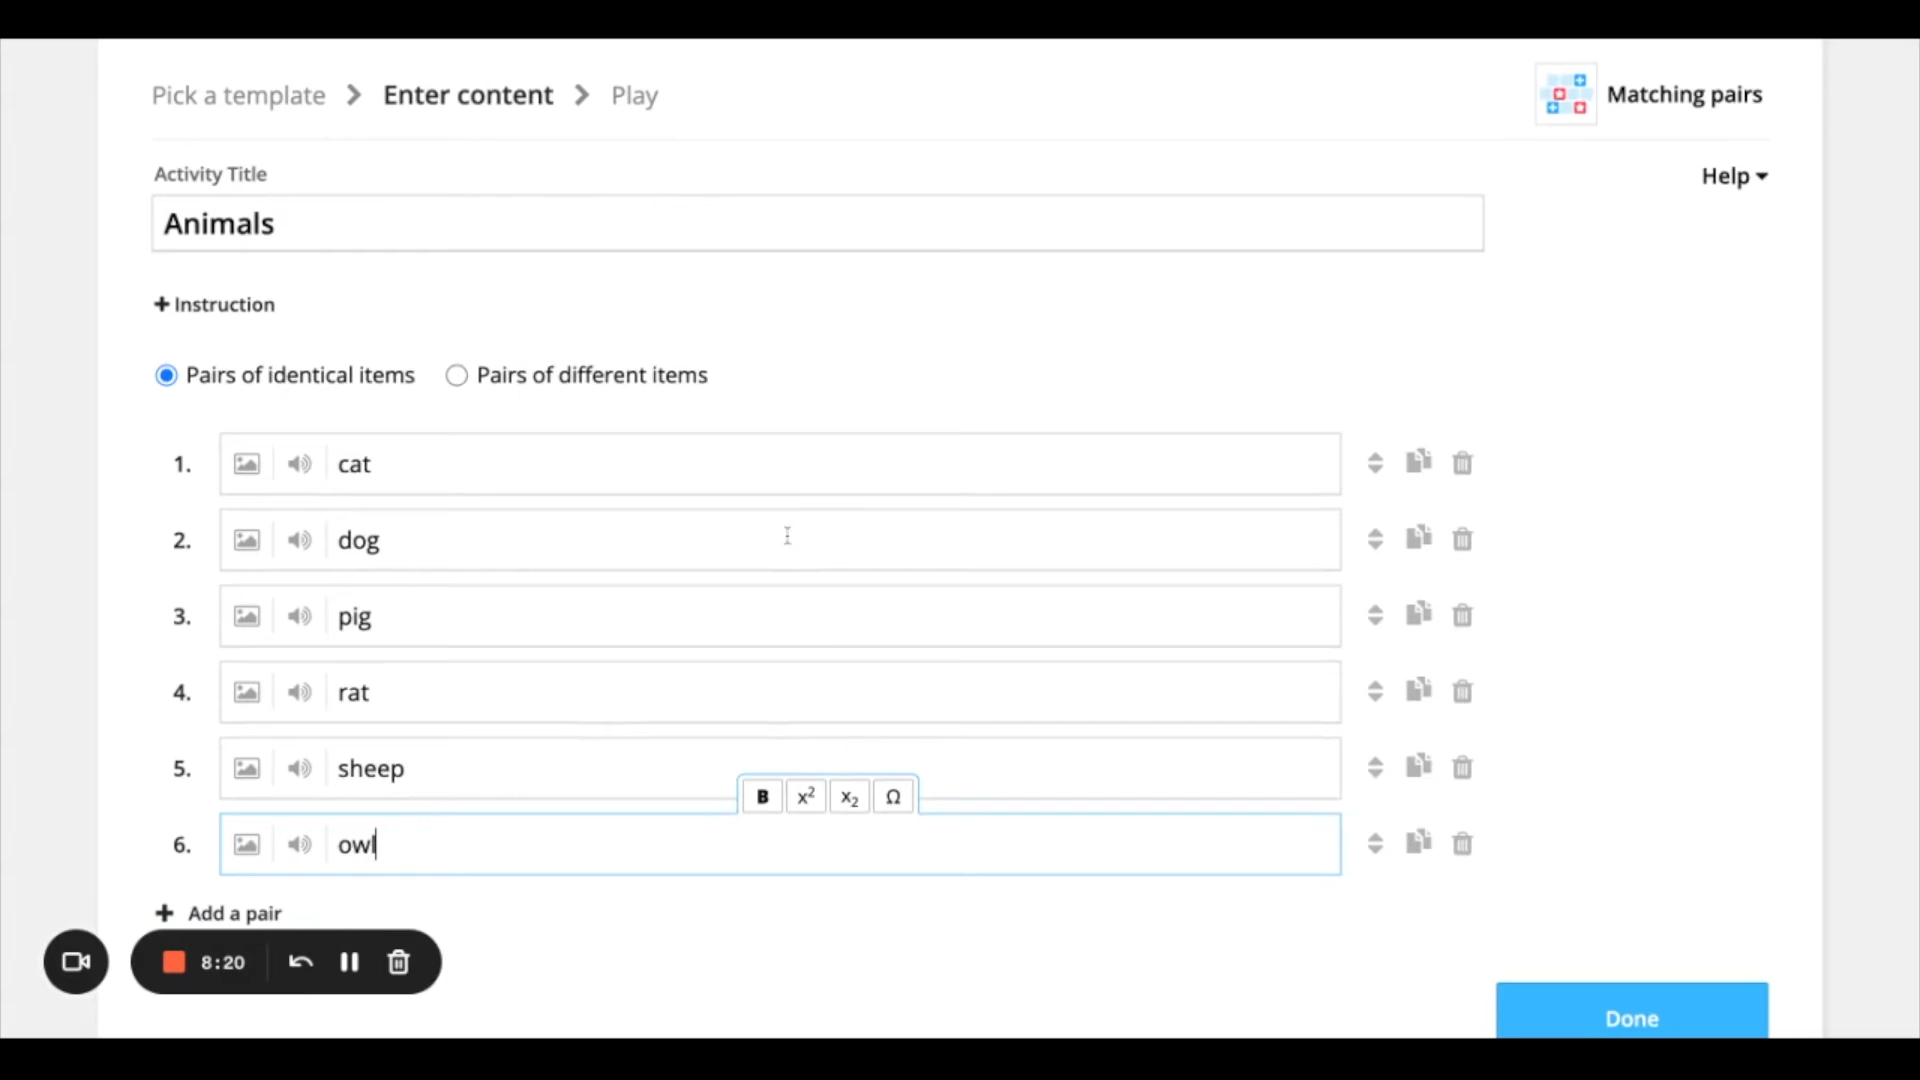 Pick a template > Enter content > Play
Matching pairs
Activity Title
Help
Animals
+ Instruction
Pairs of identical items Pairs of different items
1. cat
2. dog
3. pig
4. rat
5. sheep
B x² x₂ Ω
6. owl
+ Add a pair
8:20
Done